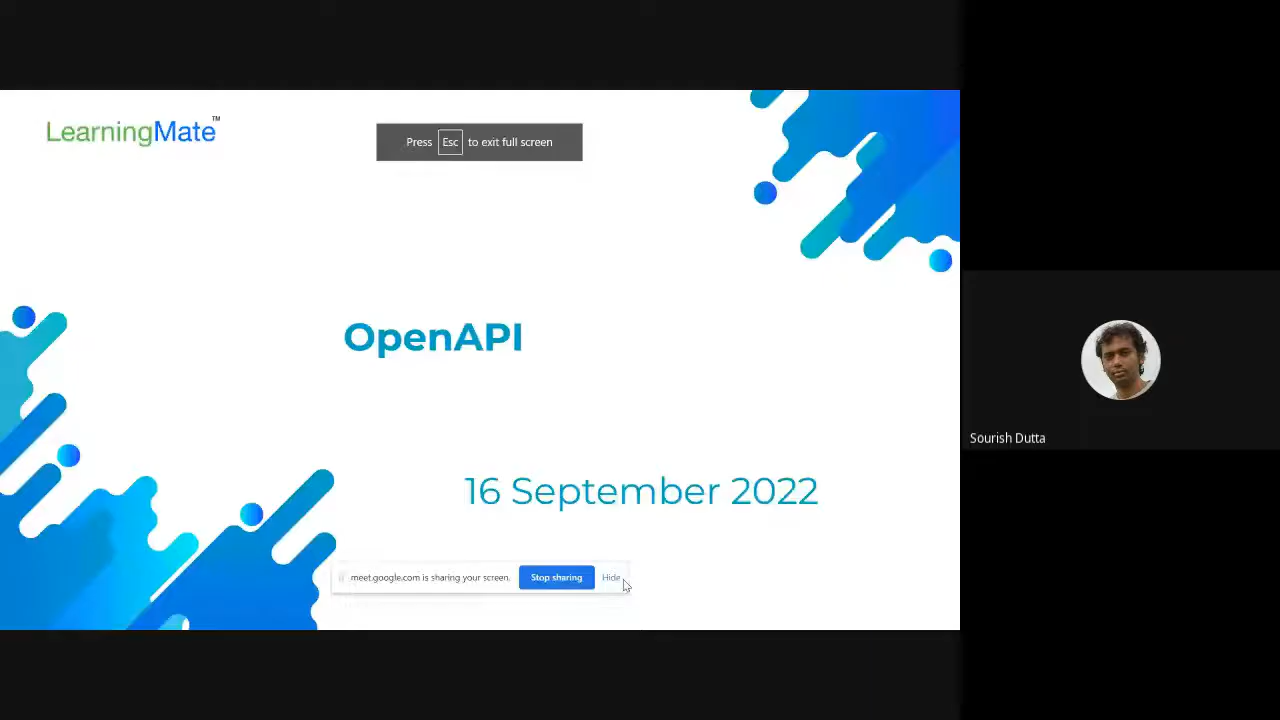 LearningMate™
Press Esc to exit full screen
OpenAPI
16 September 2022
meet.google.com is sharing your screen. Stop sharing Hide
Sourish Dutta